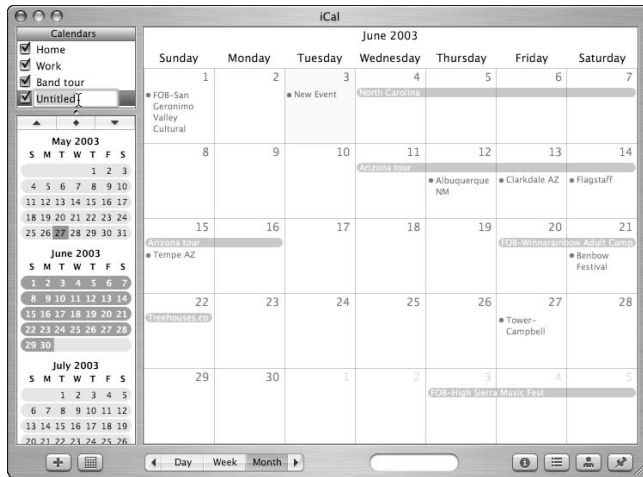 iCal
Calendars
Home
Work
Band tour
Untitled
May 2003
S M T W T F S
1 2 3
4 5 6 7 8 9 10
11 12 13 14 15 16 17
18 19 20 21 22 23 24
25 26 27 28 29 30 31
June 2003
S M T W T F S
1 2 3 4 5 6 7
8 9 10 11 12 13 14
15 16 17 18 19 20 21
22 23 24 25 26 27 28
29 30
July 2003
S M T W T F S
1 2 3 4 5
6 7 8 9 10 11 12
13 14 15 16 17 18 19
20 21 22 23 24 25 26
June 2003
Sunday Monday Tuesday Wednesday Thursday Friday Saturday
1 2 3 4 5 6 7
FOB-San
Geronimo
Valley
Cultural
New Event
North Carolina
8 9 10 11 12 13 14
Arizona tour
Albuquerque
NM
Clarkdale AZ
Flagstaff
15 16 17 18 19 20 21
Arizona tour
Tempe AZ
FOB-Winnarainbow Adult Camp
Benbow
Festival
22 23 24 25 26 27 28
Treehouses.co
Tower-
Campbell
29 30 1 2 3 4 5
FOB-High Sierra Music Fest
Day Week Month